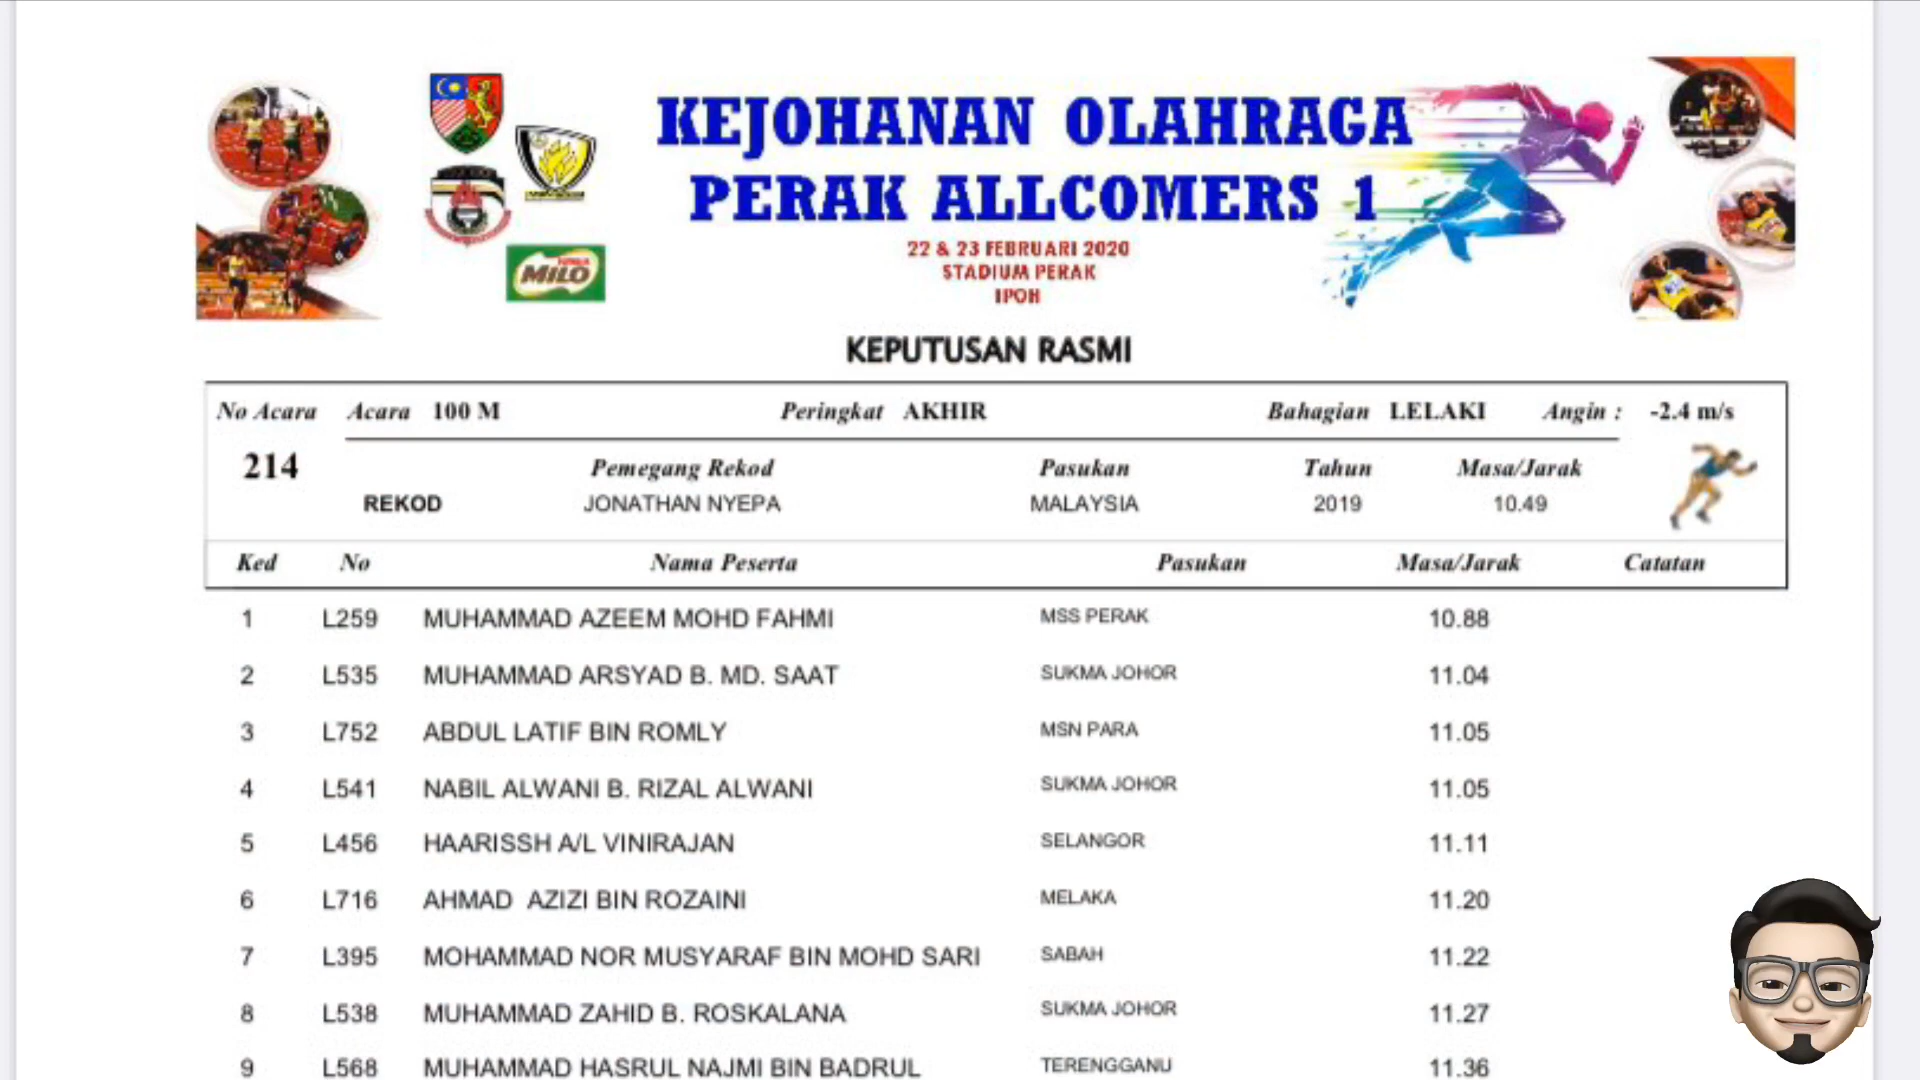 KEJOHANAN OLAHRAGA
PERAK ALLCOMERS 1
22 & 23 FEBRUARI 2020
STADIUM PERAK
IPOH
MILO
KEPUTUSAN RASMI
No Acara Acara 100 M Peringkat AKHIR Bahagian LELAKI Angin : -2.4 m/s
214 Pemegang Rekod Pasukan Tahun Masa/Jarak
REKOD JONATHAN NYEPA MALAYSIA 2019 10.49
Ked No Nama Peserta Pasukan Masa/Jarak Catatan
1 L259 MUHAMMAD AZEEM MOHD FAHMI MSS PERAK 10.88
2 L535 MUHAMMAD ARSYAD B. MD. SAAT SUKMA JOHOR 11.04
3 L752 ABDUL LATIF BIN ROMLY MSN PARA 11.05
4 L541 NABIL ALWANI B. RIZAL ALWANI SUKMA JOHOR 11.05
5 L456 HAARISSH A/L VINIRAJAN SELANGOR 11.11
6 L716 AHMAD AZIZI BIN ROZAINI MELAKA 11.20
7 L395 MOHAMMAD NOR MUSYARAF BIN MOHD SARI SABAH 11.22
8 L538 MUHAMMAD ZAHID B. ROSKALANA SUKMA JOHOR 11.27
9 L568 MUHAMMAD HASRUL NAJMI BIN BADRUL TERENGGANU 11.36